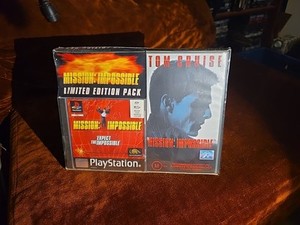 MISSION: IMPOSSIBLE
LIMITED EDITION PACK
MISSION: IMPOSSIBLE
EXPECT
THE IMPOSSIBLE
PlayStation
TOM CRUISE
MISSION: IMPOSSIBLE